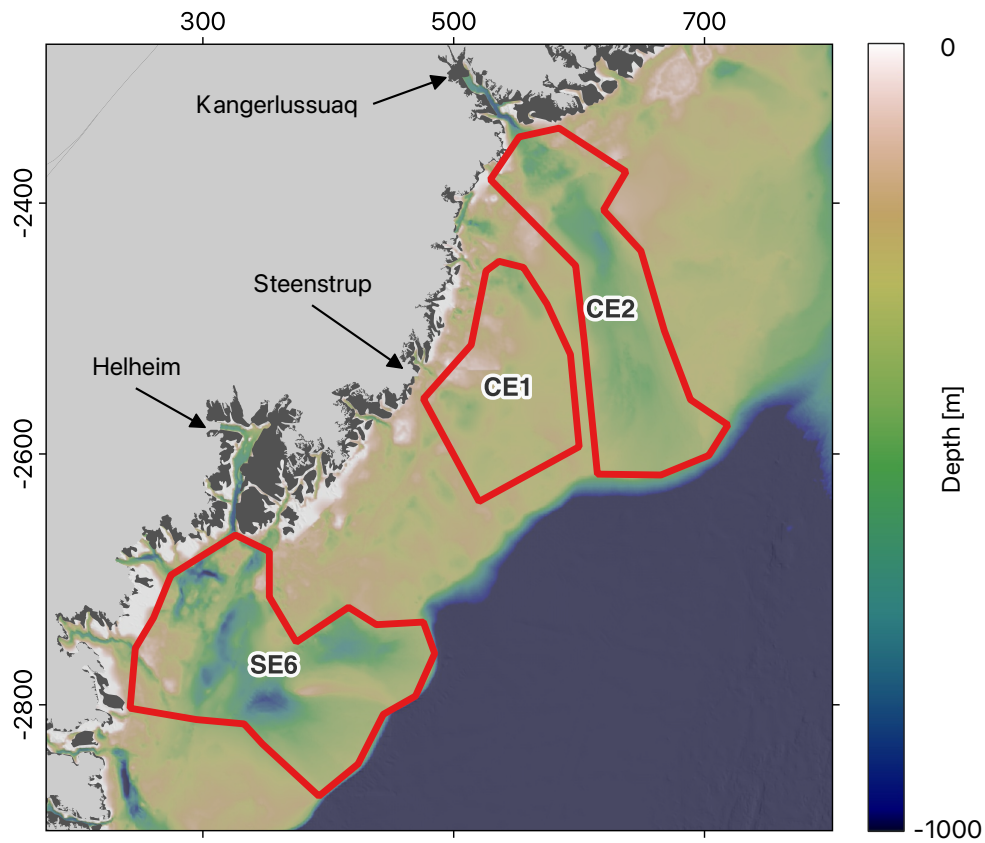 300 500 700
0
Kangerlussuaq
-2400
Steenstrup
CE2
Helheim
CE1
Depth [m]
-2600
SE6
-2800
-1000